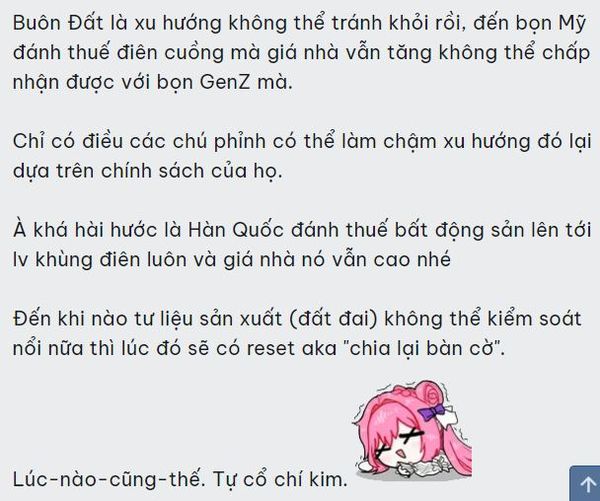 Buôn Đất là xu hướng không thể tránh khỏi rồi, đến bọn Mỹ
đánh thuế điên cuồng mà giá nhà vẫn tăng không thể chấp
nhận được với bọn GenZ mà.
Chỉ có điều các chú phỉnh có thể làm chậm xu hướng đó lại
dựa trên chính sách của họ.
À khá hài hước là Hàn Quốc đánh thuế bất động sản lên tới
lv khùng điên luôn và giá nhà nó vẫn cao nhé
Đến khi nào tư liệu sản xuất (đất đai) không thể kiểm soát
nổi nữa thì lúc đó sẽ có reset aka "chia lại bàn cờ".
Lúc-nào-cũng-thế. Tự cổ chí kim.